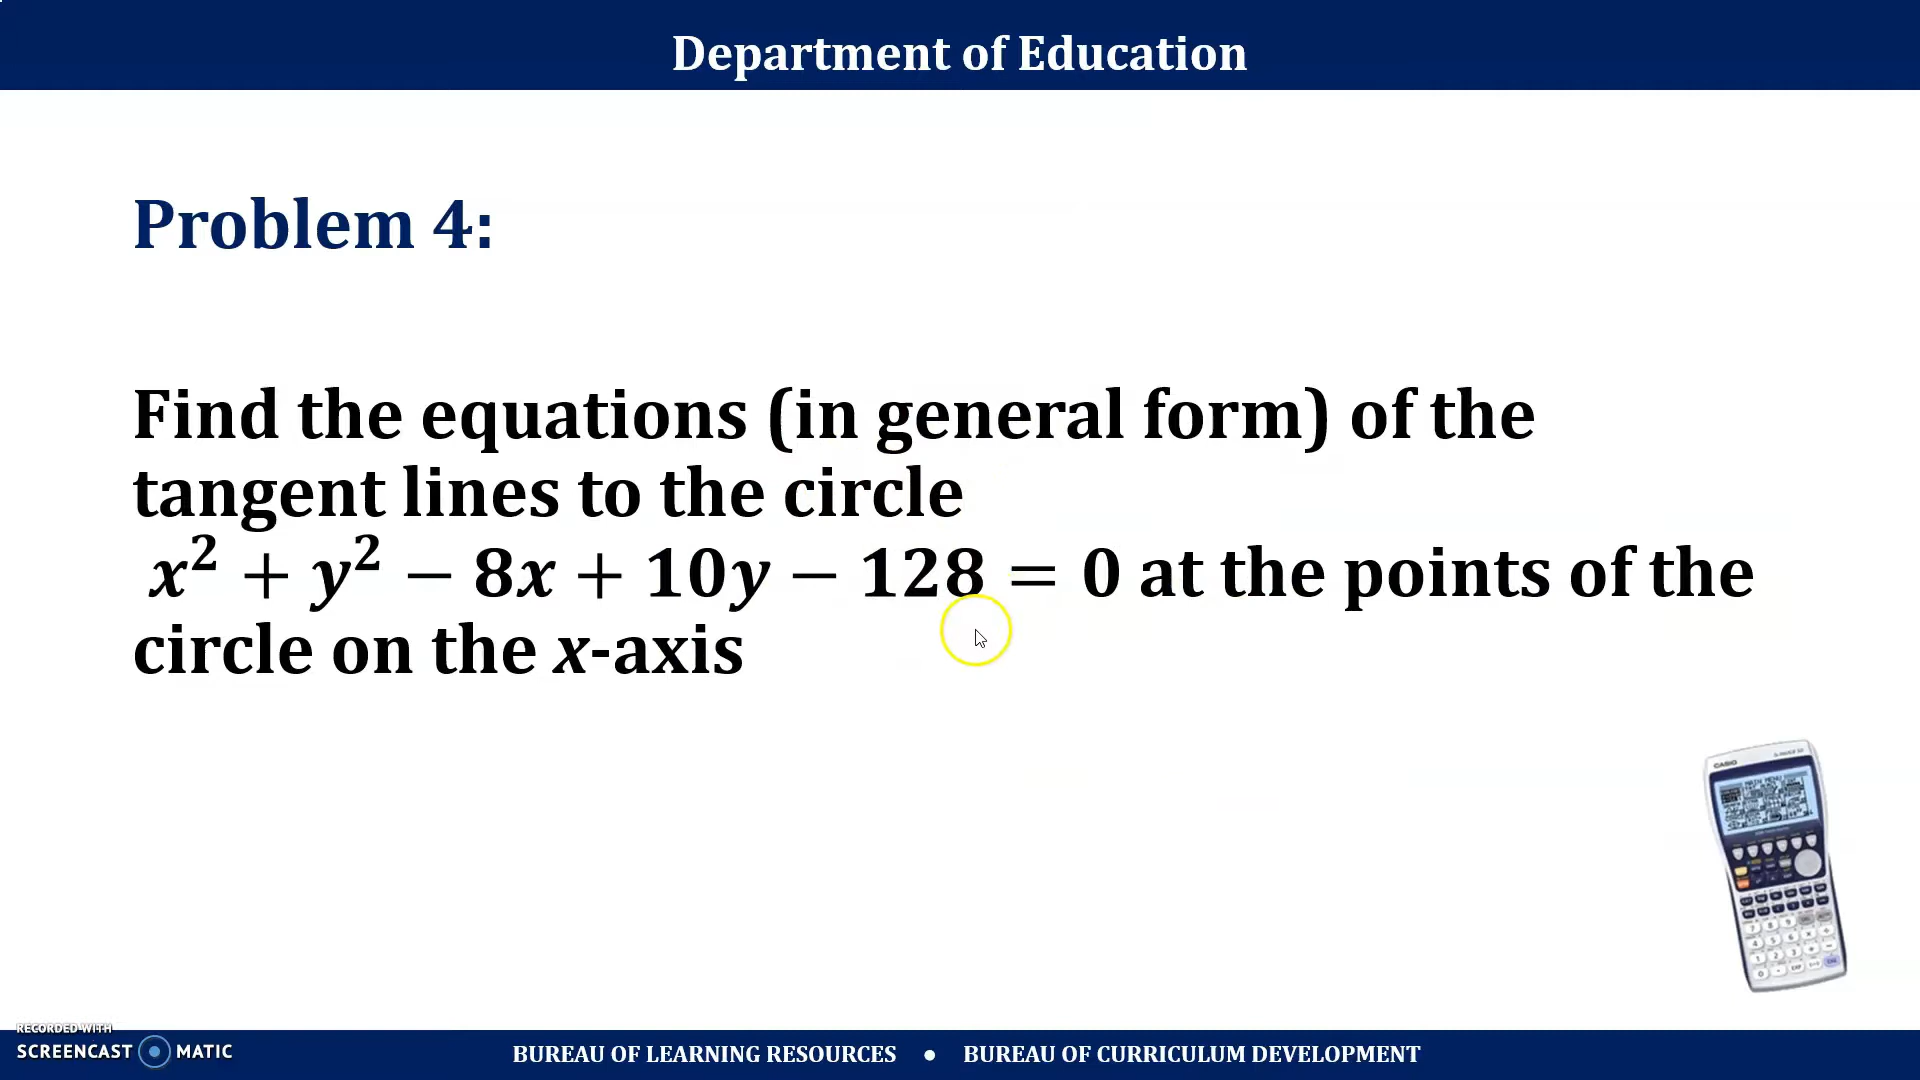 Department of Education
Problem 4:
Find the equations (in general form) of the
tangent lines to the circle
x² + y² − 8x + 10y − 128 = 0 at the points of the
circle on the x-axis
CASIO
RECORDED WITH
SCREENCAST MATIC
BUREAU OF LEARNING RESOURCES ● BUREAU OF CURRICULUM DEVELOPMENT